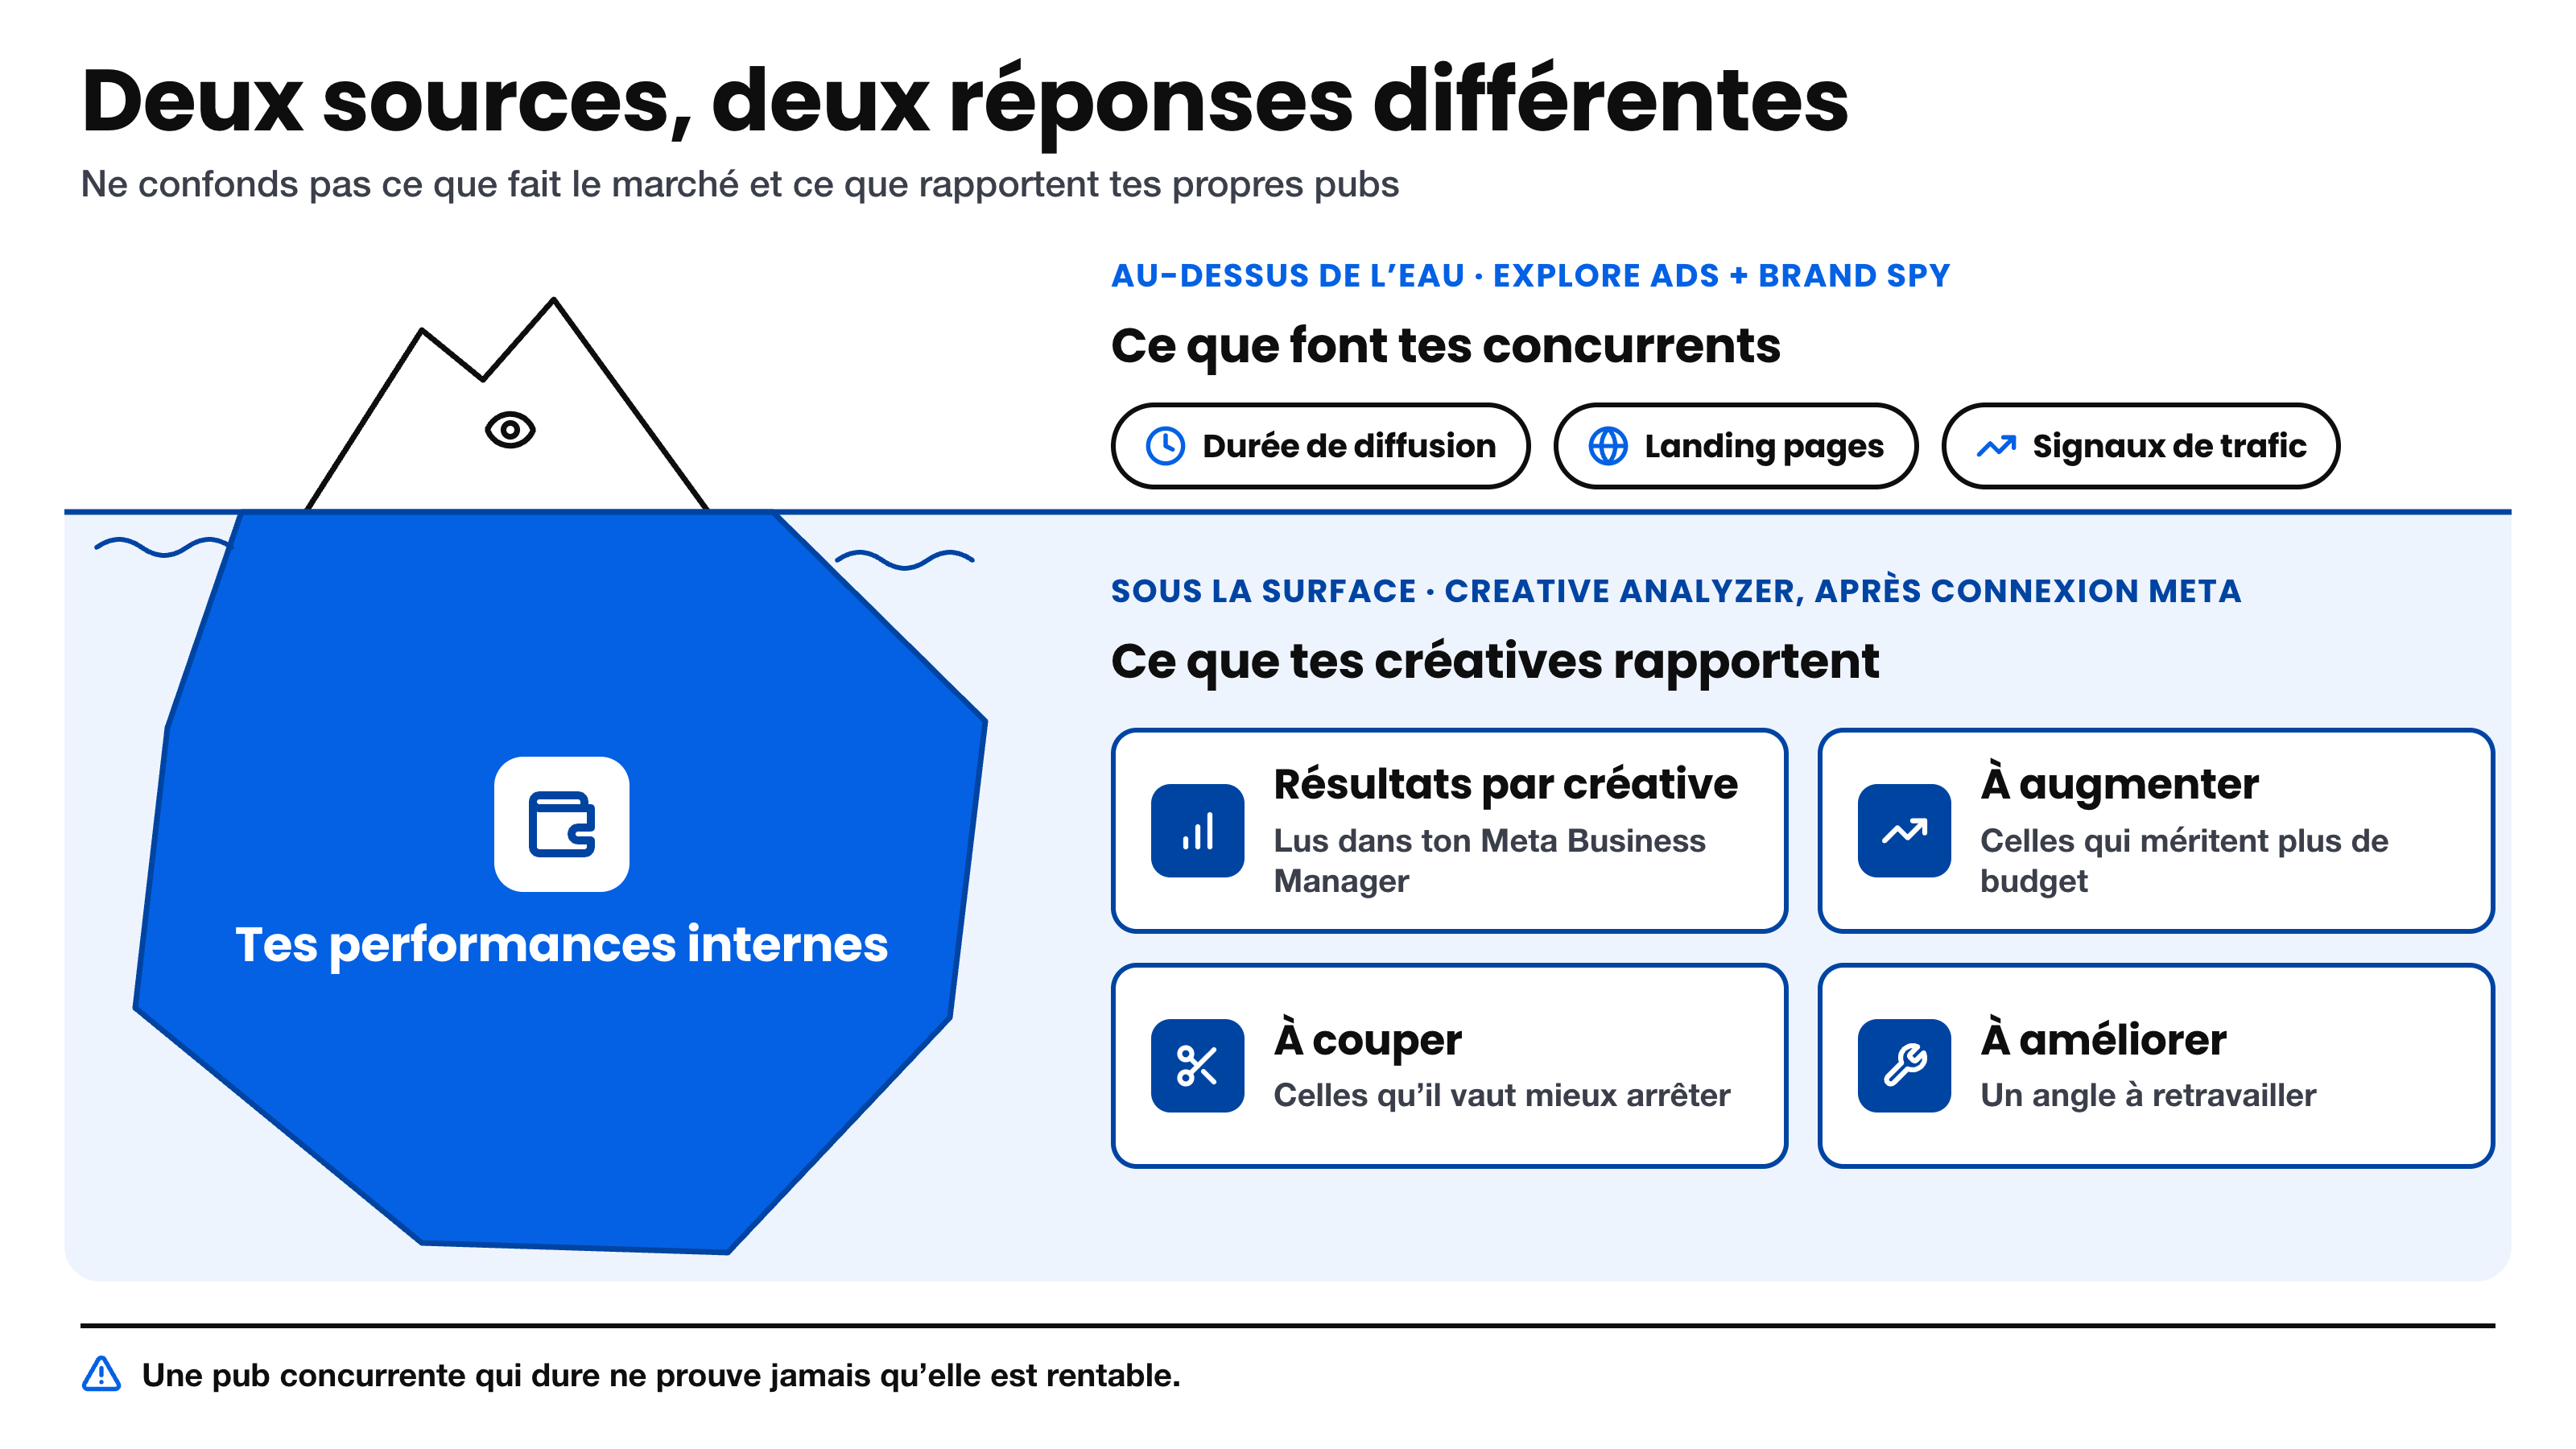 Deux sources, deux réponses différentes
Ne confonds pas ce que fait le marché et ce que rapportent tes propres pubs
AU-DESSUS DE L’EAU · EXPLORE ADS + BRAND SPY
Ce que font tes concurrents
Durée de diffusion
Landing pages
Signaux de trafic
SOUS LA SURFACE · CREATIVE ANALYZER, APRÈS CONNEXION META
Ce que tes créatives rapportent
Tes performances internes
Résultats par créative
Lus dans ton Meta Business
Manager
À augmenter
Celles qui méritent plus de
budget
À couper
Celles qu’il vaut mieux arrêter
À améliorer
Un angle à retravailler
Une pub concurrente qui dure ne prouve jamais qu’elle est rentable.